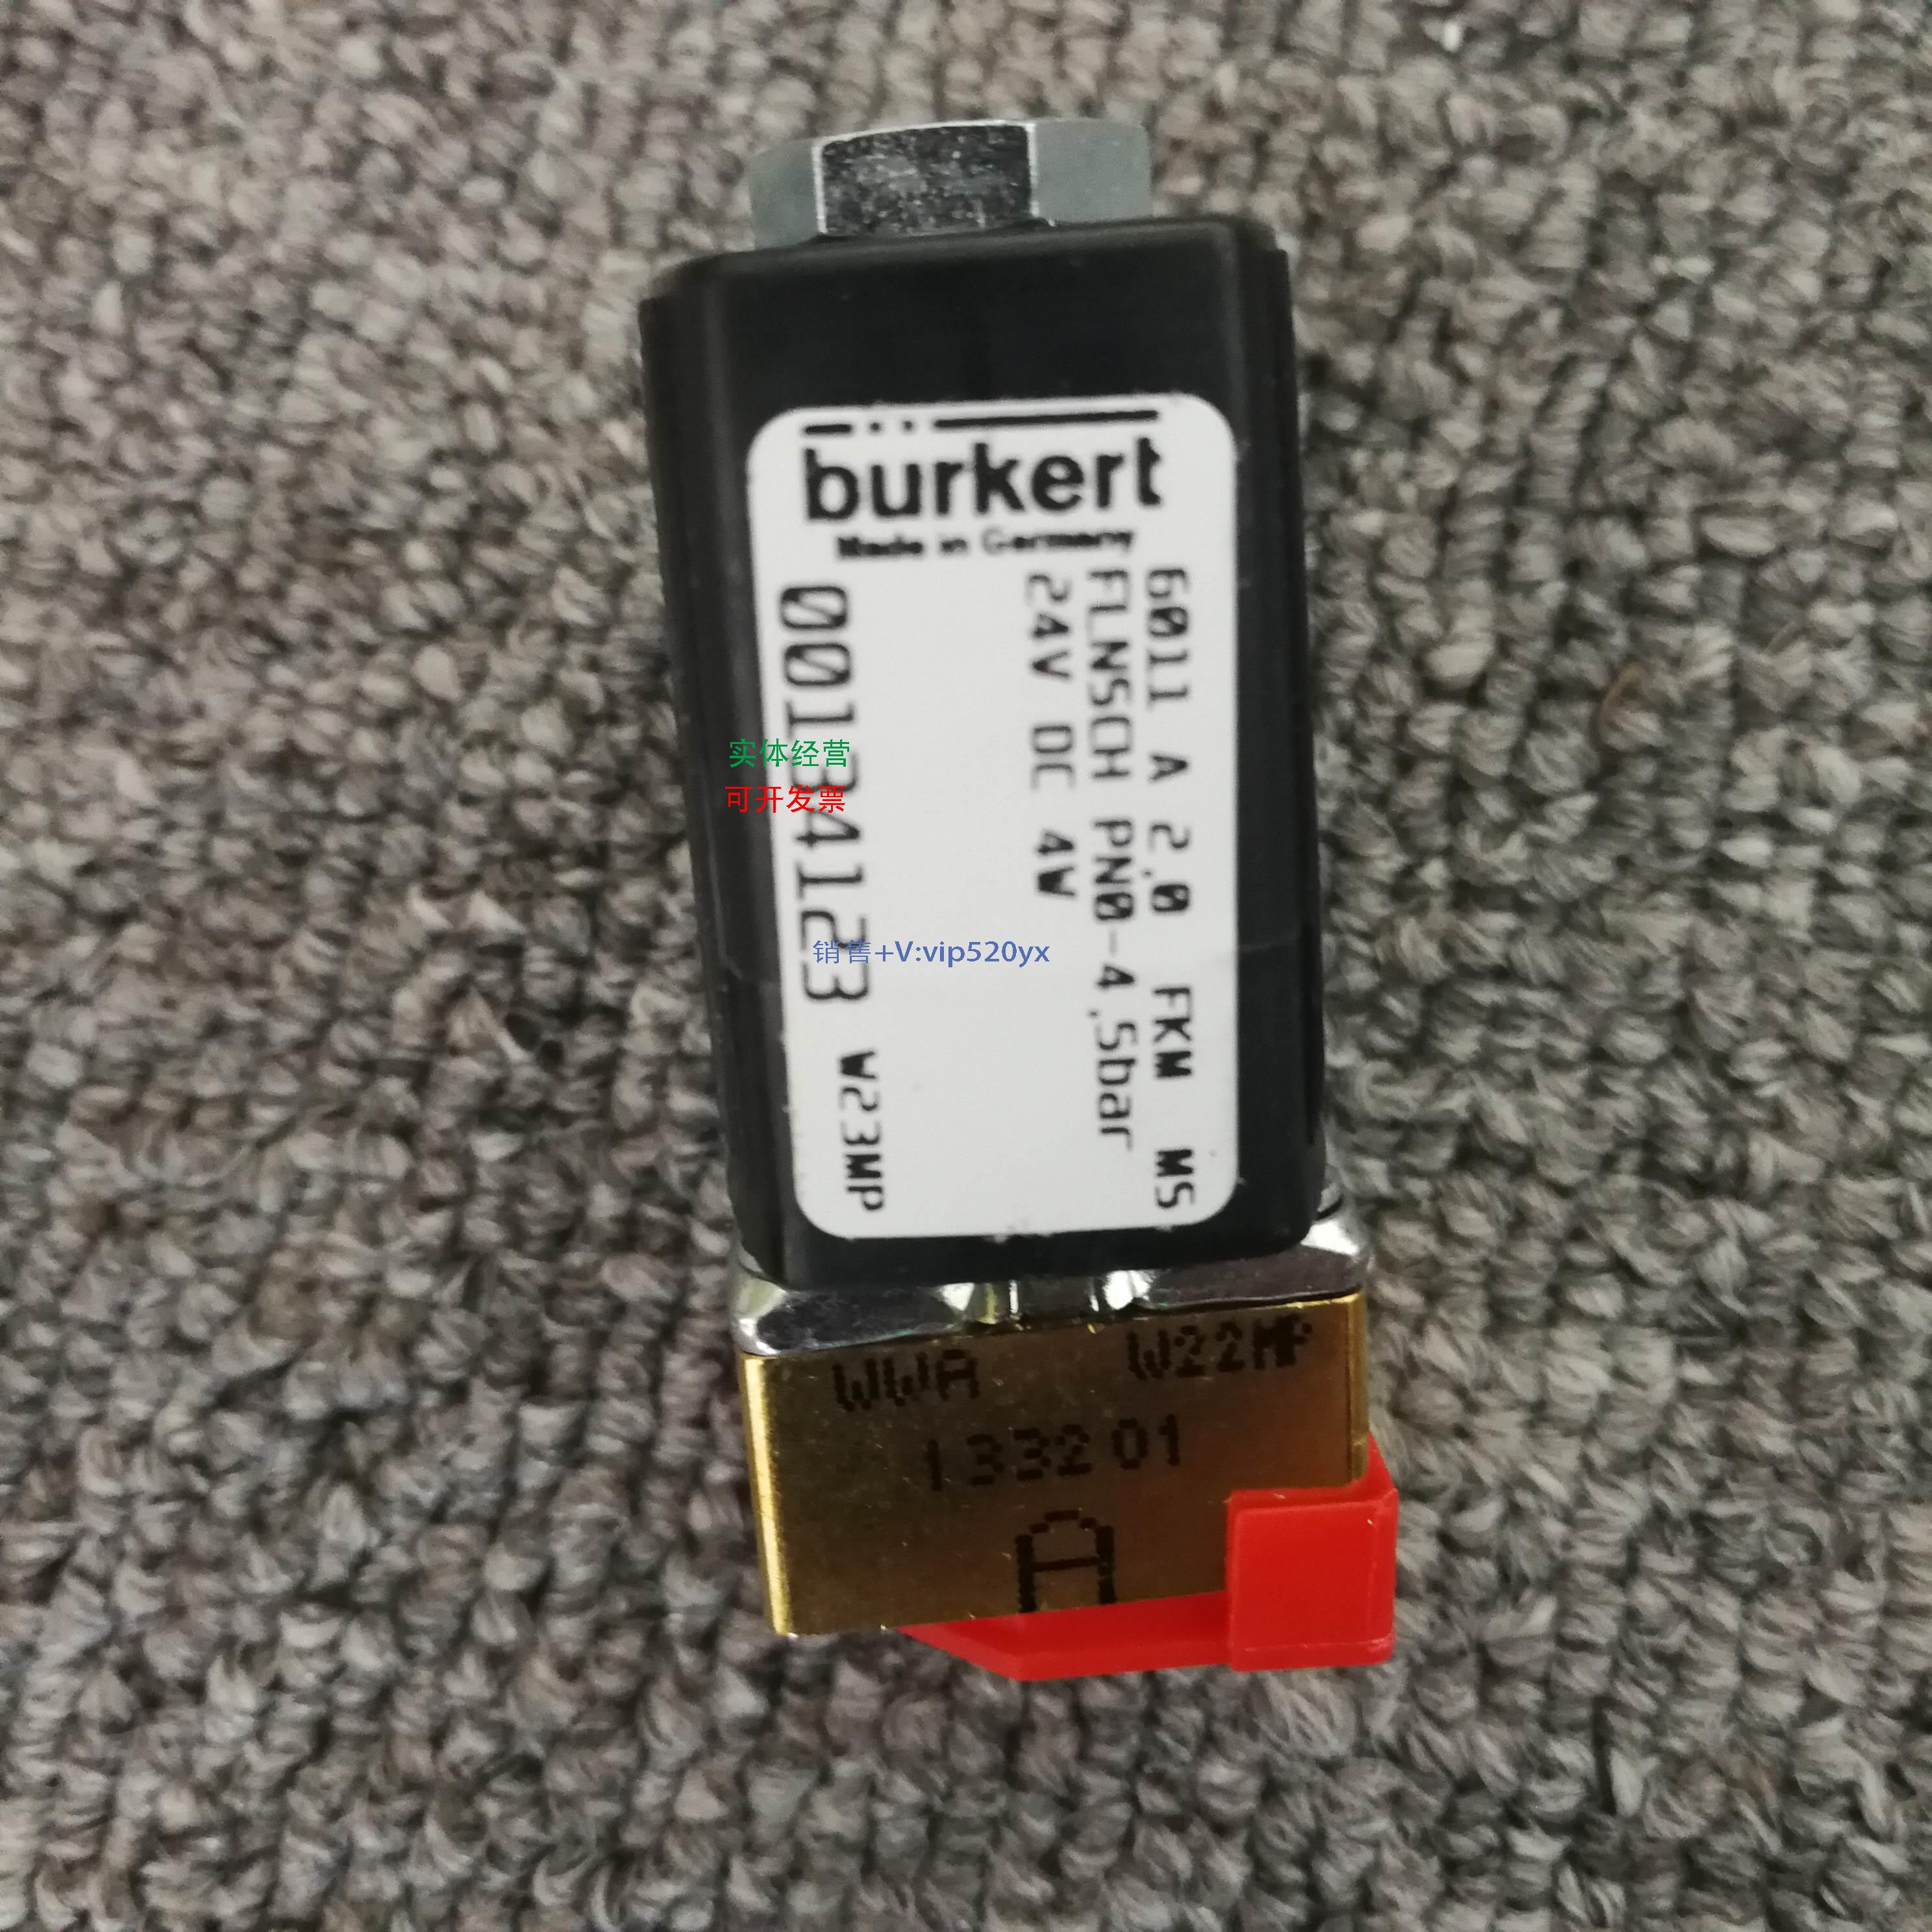 bürkert
Made in Germany
6011 A 2,0 FKM MS
FLNSCH PN0-4,5bar
24V DC 4W
00134123 W23MP
实体经营
可开发票
销售+V:vip520yx
WWA W22MP
133201
A